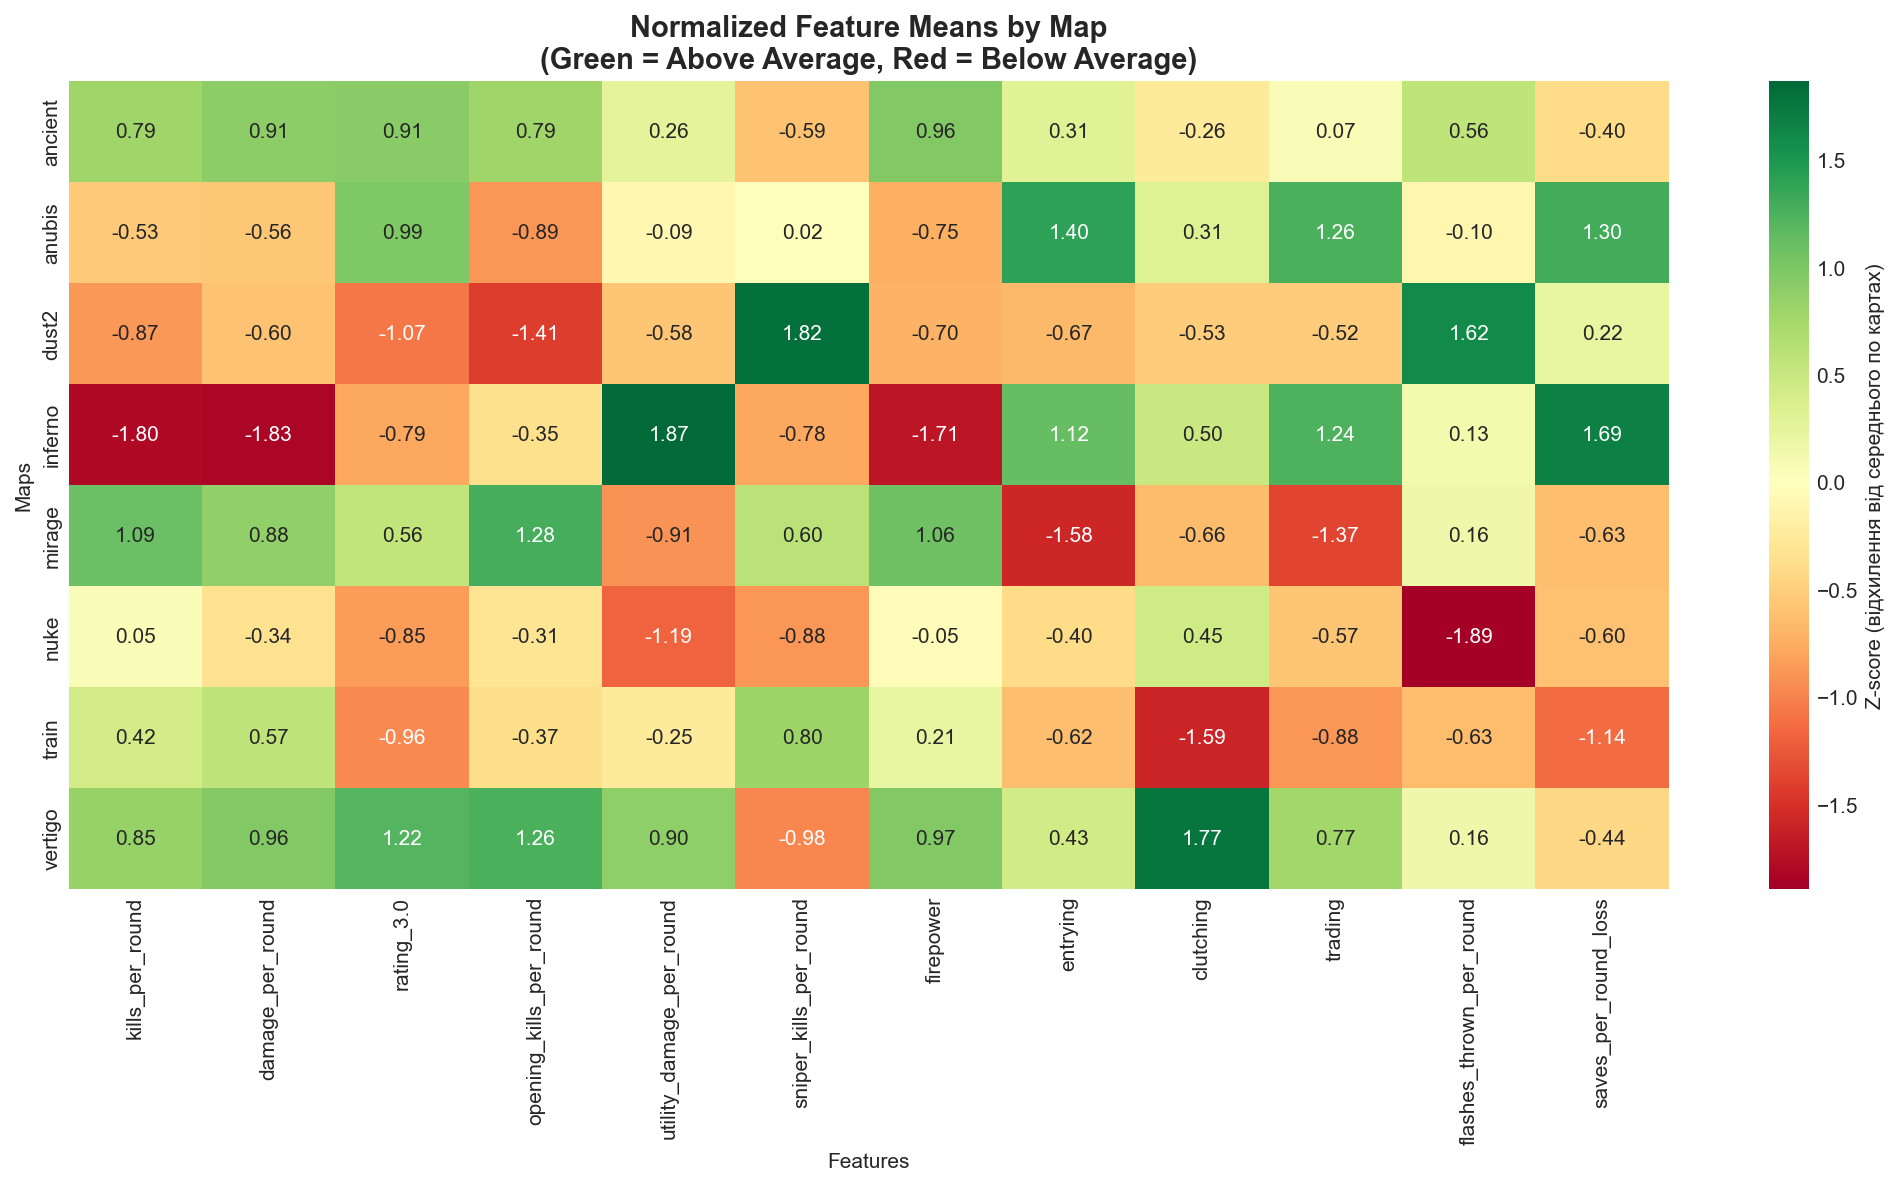 Normalized Feature Means by Map
(Green = Above Average, Red = Below Average)
Maps
ancient 0.79 0.91 0.91 0.79 0.26 -0.59 0.96 0.31 -0.26 0.07 0.56 -0.40
anubis -0.53 -0.56 0.99 -0.89 -0.09 0.02 -0.75 1.40 0.31 1.26 -0.10 1.30
dust2 -0.87 -0.60 -1.07 -1.41 -0.58 1.82 -0.70 -0.67 -0.53 -0.52 1.62 0.22
inferno -1.80 -1.83 -0.79 -0.35 1.87 -0.78 -1.71 1.12 0.50 1.24 0.13 1.69
mirage 1.09 0.88 0.56 1.28 -0.91 0.60 1.06 -1.58 -0.66 -1.37 0.16 -0.63
nuke 0.05 -0.34 -0.85 -0.31 -1.19 -0.88 -0.05 -0.40 0.45 -0.57 -1.89 -0.60
train 0.42 0.57 -0.96 -0.37 -0.25 0.80 0.21 -0.62 -1.59 -0.88 -0.63 -1.14
vertigo 0.85 0.96 1.22 1.26 0.90 -0.98 0.97 0.43 1.77 0.77 0.16 -0.44
kills_per_round
damage_per_round
rating_3.0
opening_kills_per_round
utility_damage_per_round
sniper_kills_per_round
firepower
entrying
clutching
trading
flashes_thrown_per_round
saves_per_round_loss
Features
1.5
1.0
0.5
0.0
−0.5
−1.0
−1.5
Z-score (відхилення від середнього по картах)